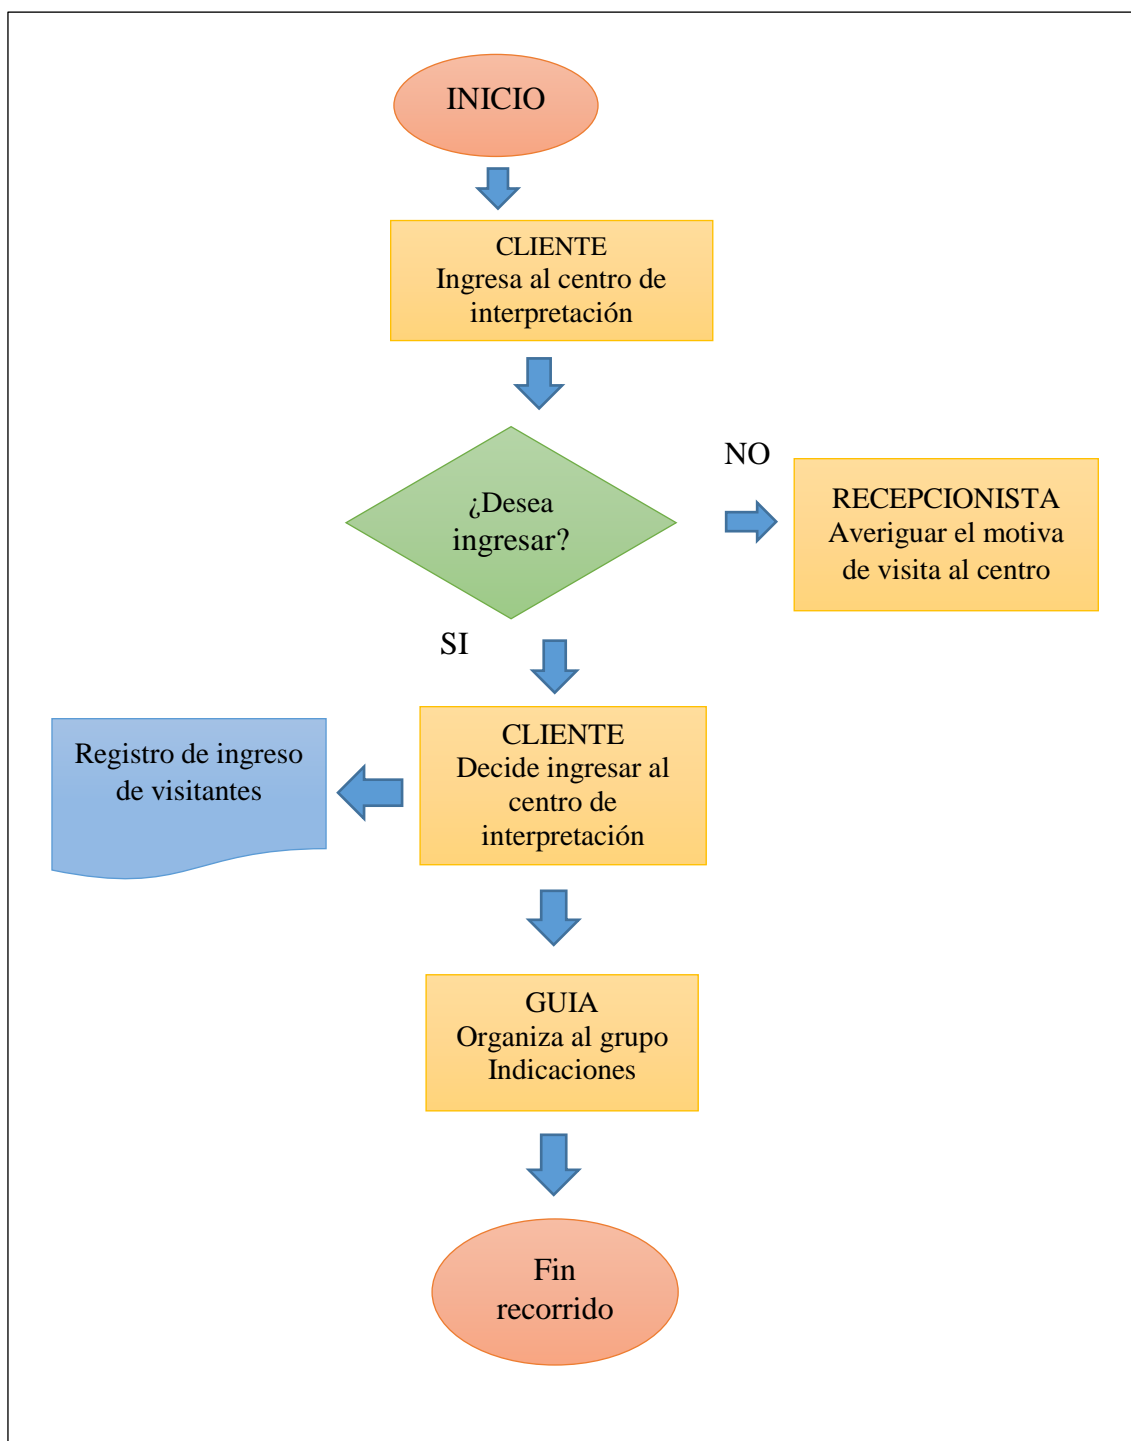 INICIO
CLIENTE
Ingresa al centro de
interpretación
¿Desea
ingresar?
NO
RECEPCIONISTA
Averiguar el motiva
de visita al centro
SI
CLIENTE
Decide ingresar al
centro de
interpretación
Registro de ingreso
de visitantes
GUIA
Organiza al grupo
Indicaciones
Fin
recorrido